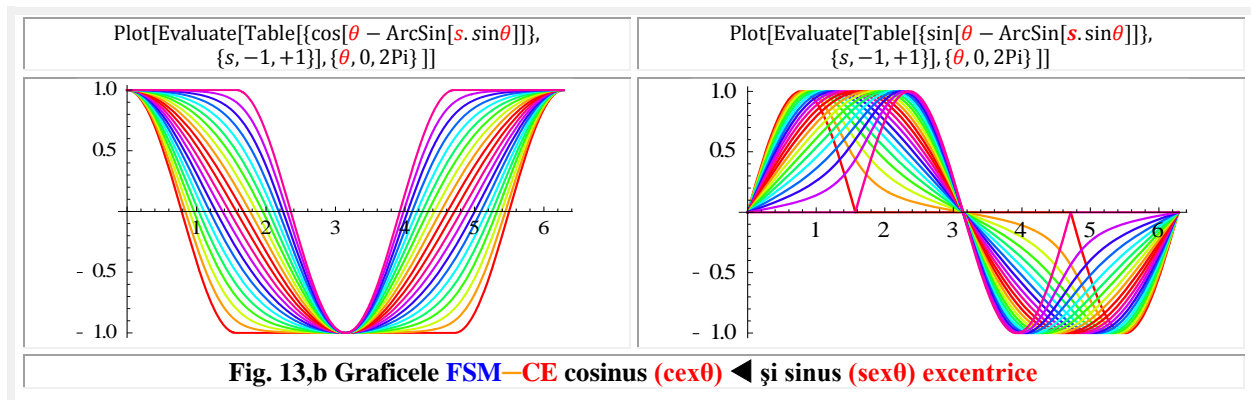 Plot[Evaluate[Table[{cos[θ − ArcSin[s. sinθ]]},
{s, −1, +1}], {θ, 0, 2Pi} ]]
Plot[Evaluate[Table[{sin[θ − ArcSin[s. sinθ]]},
{s, −1, +1}], {θ, 0, 2Pi} ]]
1.0
0.5
- 0.5
- 1.0
1 2 3 4 5 6
1.0
0.5
- 0.5
- 1.0
1 2 3 4 5 6
Fig. 13,b Graficele FSM—CE cosinus (cexθ) ◄ şi sinus (sexθ) excentrice